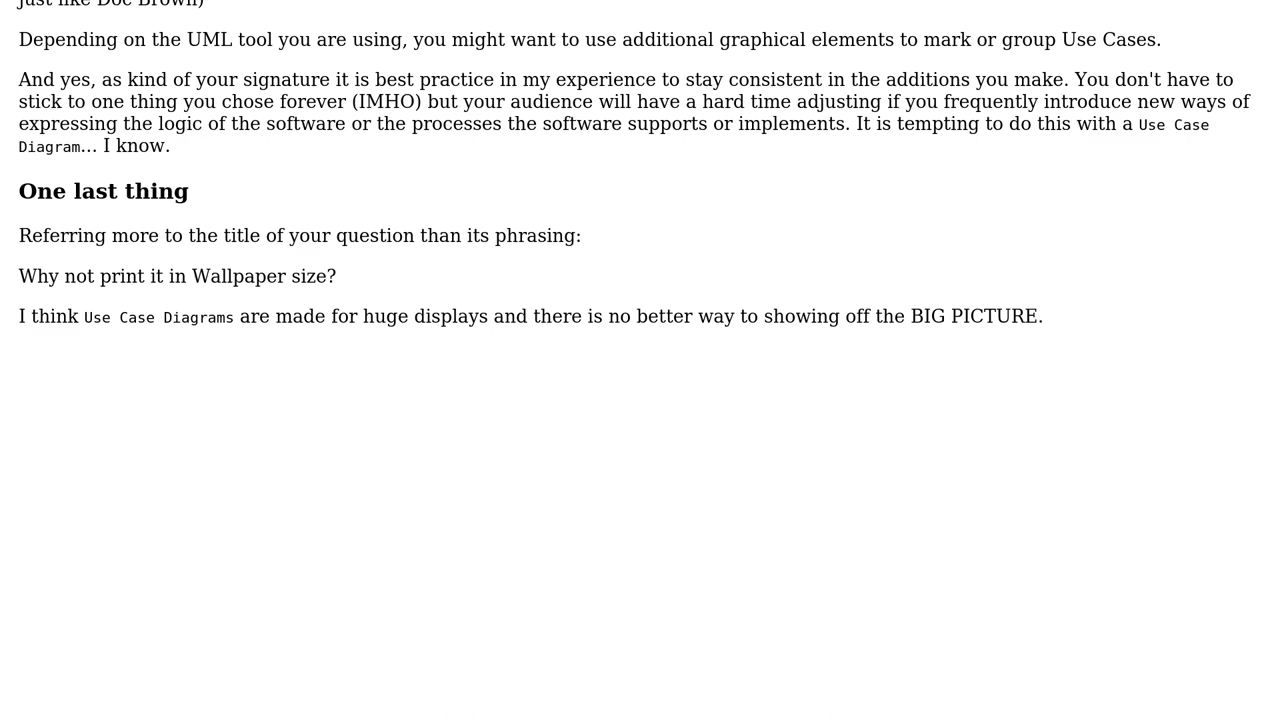 just like Doc Brown)
Depending on the UML tool you are using, you might want to use additional graphical elements to mark or group Use Cases.
And yes, as kind of your signature it is best practice in my experience to stay consistent in the additions you make. You don't have to
stick to one thing you chose forever (IMHO) but your audience will have a hard time adjusting if you frequently introduce new ways of
expressing the logic of the software or the processes the software supports or implements. It is tempting to do this with a Use Case
Diagram... I know.
One last thing
Referring more to the title of your question than its phrasing:
Why not print it in Wallpaper size?
I think Use Case Diagrams are made for huge displays and there is no better way to showing off the BIG PICTURE.